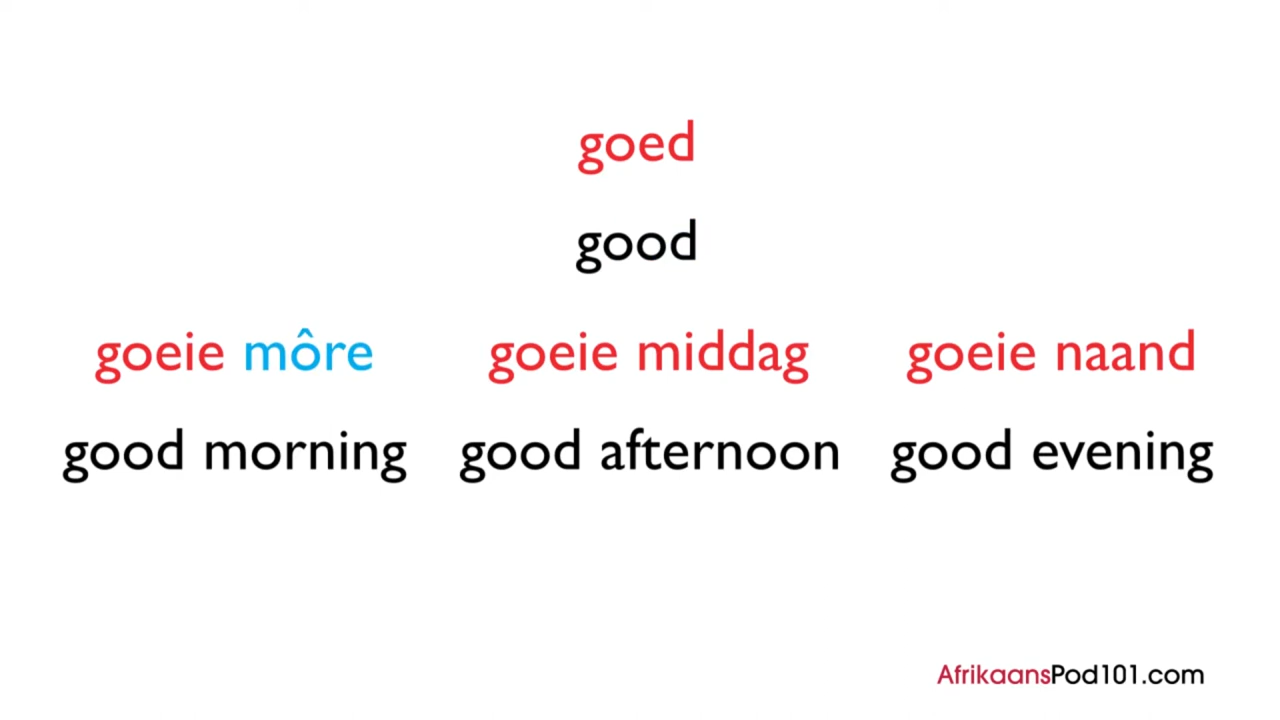 goed
good
goeie môre goeie middag goeie naand
good morning good afternoon good evening
AfrikaansPod101.com